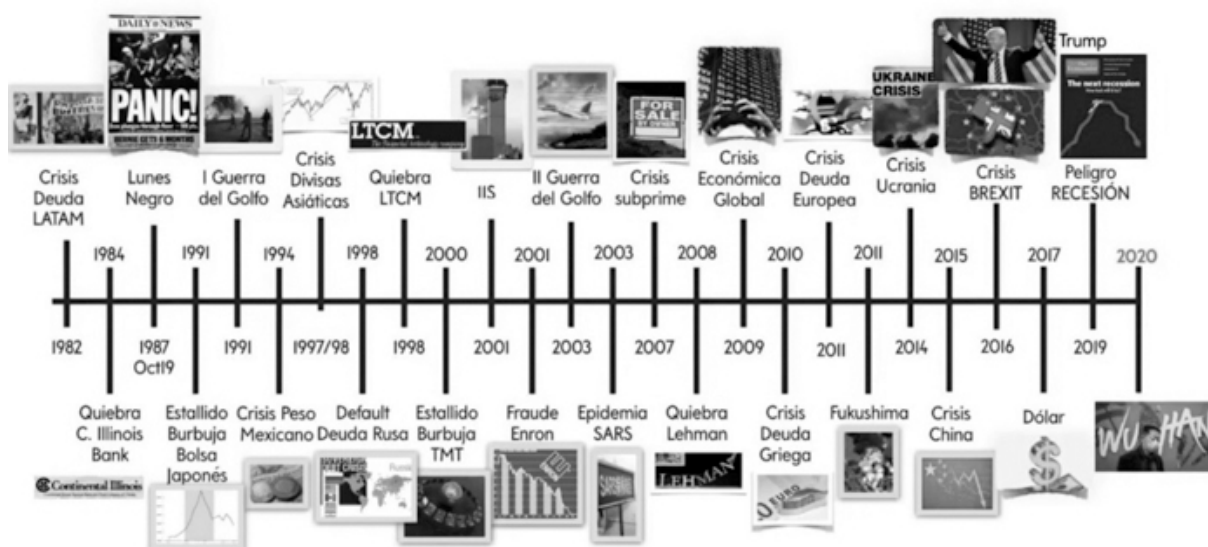 DAILY NEWS
PANIC!
LTCM
FOR
SALE
BY OWNER
UKRAINE
CRISIS
Trump
The next recession
Crisis
Deuda
LATAM
Lunes
Negro
I Guerra
del Golfo
Crisis
Divisas
Asiáticas
Quiebra
LTCM
IIS
II Guerra
del Golfo
Crisis
subprime
Crisis
Económica
Global
Crisis
Deuda
Europea
Crisis
Ucrania
Crisis
BREXIT
Peligro
RECESIÓN
1984
1991
1994
1998
2000
2001
2003
2008
2010
2011
2015
2017
2020
1982
1987
Oct19
1991
1997/98
1998
2001
2003
2007
2009
2011
2014
2016
2019
Quiebra
C. Illinois
Bank
Estallido
Burbuja
Bolsa
Japonés
Crisis Peso
Mexicano
Default
Deuda Rusa
Estallido
Burbuja
TMT
Fraude
Enron
Epidemia
SARS
Quiebra
Lehman
Crisis
Deuda
Griega
Fukushima
Crisis
China
Dólar
Continental Illinois
Russia
LEHMAN
EURO
WUHAN